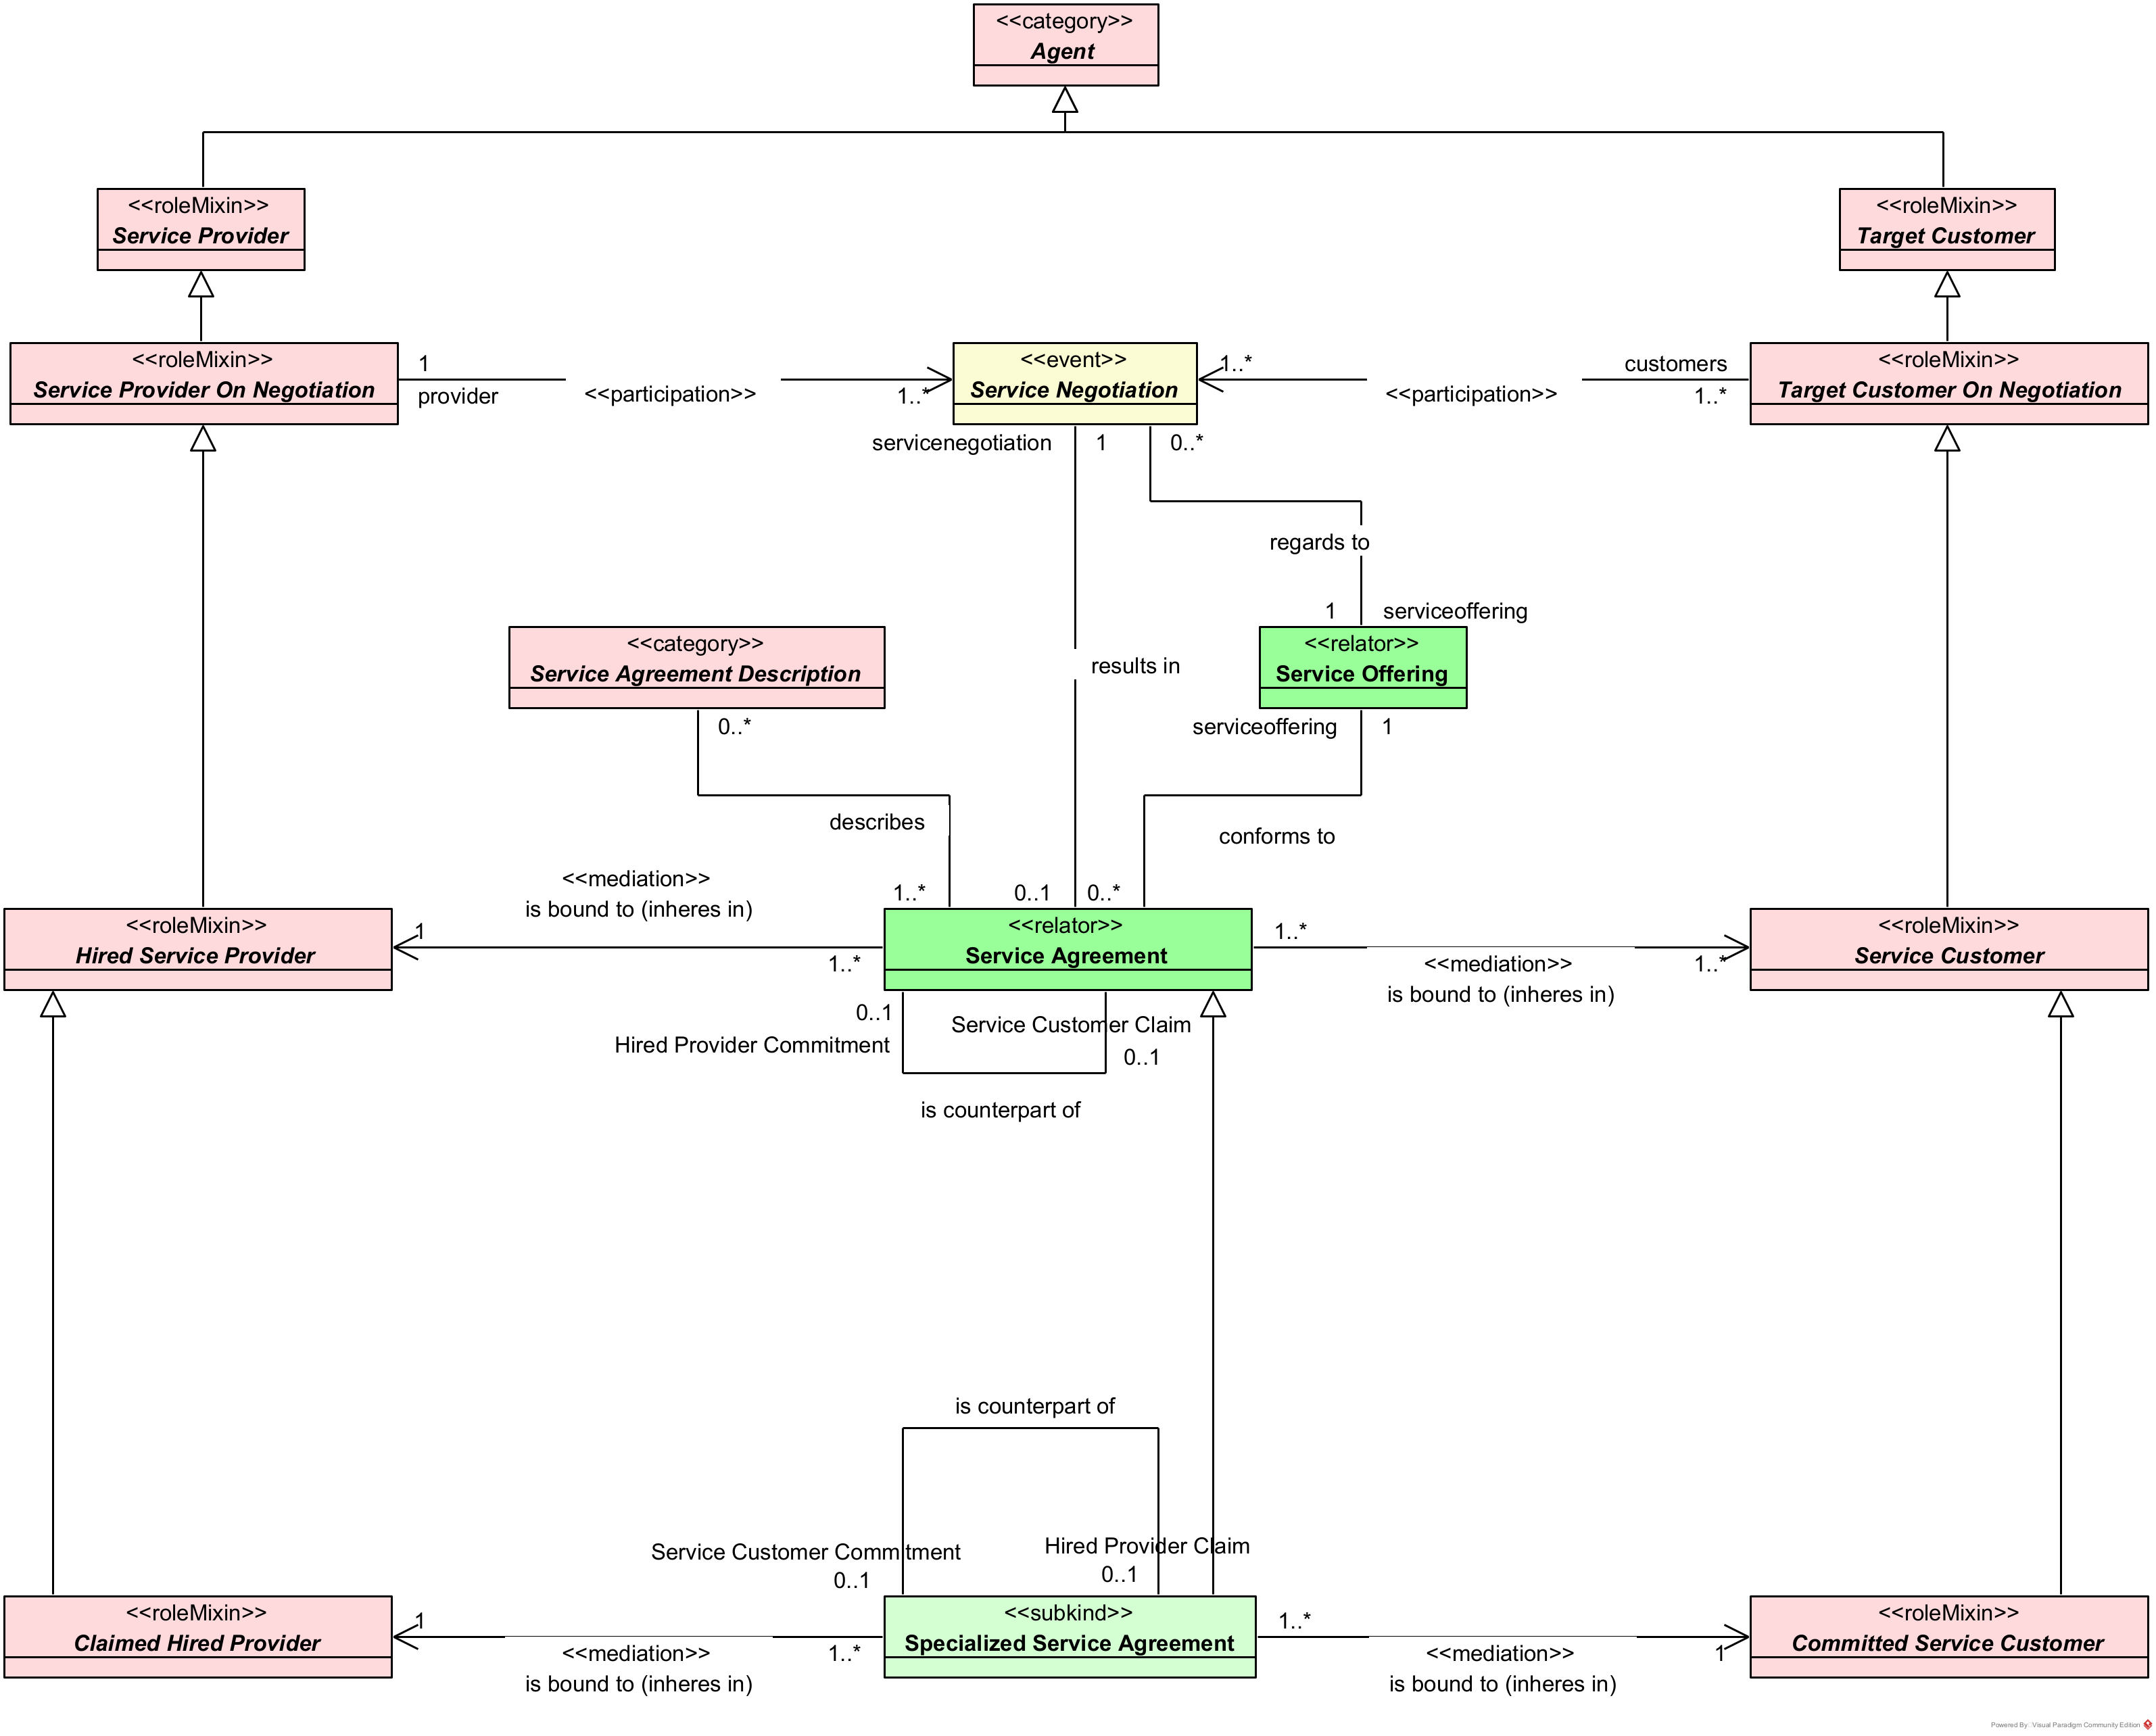 <<category>>
Agent
<<roleMixin>>
Service Provider
<<roleMixin>>
Target Customer
<<roleMixin>>
Service Provider On Negotiation
1
provider
<<participation>>
1..*
<<event>>
Service Negotiation
1..*
<<participation>>
customers
1..*
<<roleMixin>>
Target Customer On Negotiation
servicenegotiation
1
0..*
regards to
1
serviceoffering
<<category>>
Service Agreement Description
results in
<<relator>>
Service Offering
0..*
serviceoffering
1
describes
conforms to
<<mediation>>
is bound to (inheres in)
1..*
0..1
0..*
<<roleMixin>>
Hired Service Provider
1
1..*
<<relator>>
Service Agreement
1..*
<<mediation>>
is bound to (inheres in)
1..*
<<roleMixin>>
Service Customer
0..1
Hired Provider Commitment
Service Customer Claim
0..1
is counterpart of
is counterpart of
Service Customer Commitment
0..1
Hired Provider Claim
0..1
<<roleMixin>>
Claimed Hired Provider
1
<<mediation>>
is bound to (inheres in)
1..*
<<subkind>>
Specialized Service Agreement
1..*
<<mediation>>
is bound to (inheres in)
1
<<roleMixin>>
Committed Service Customer
Powered By: Visual Paradigm Community Edition